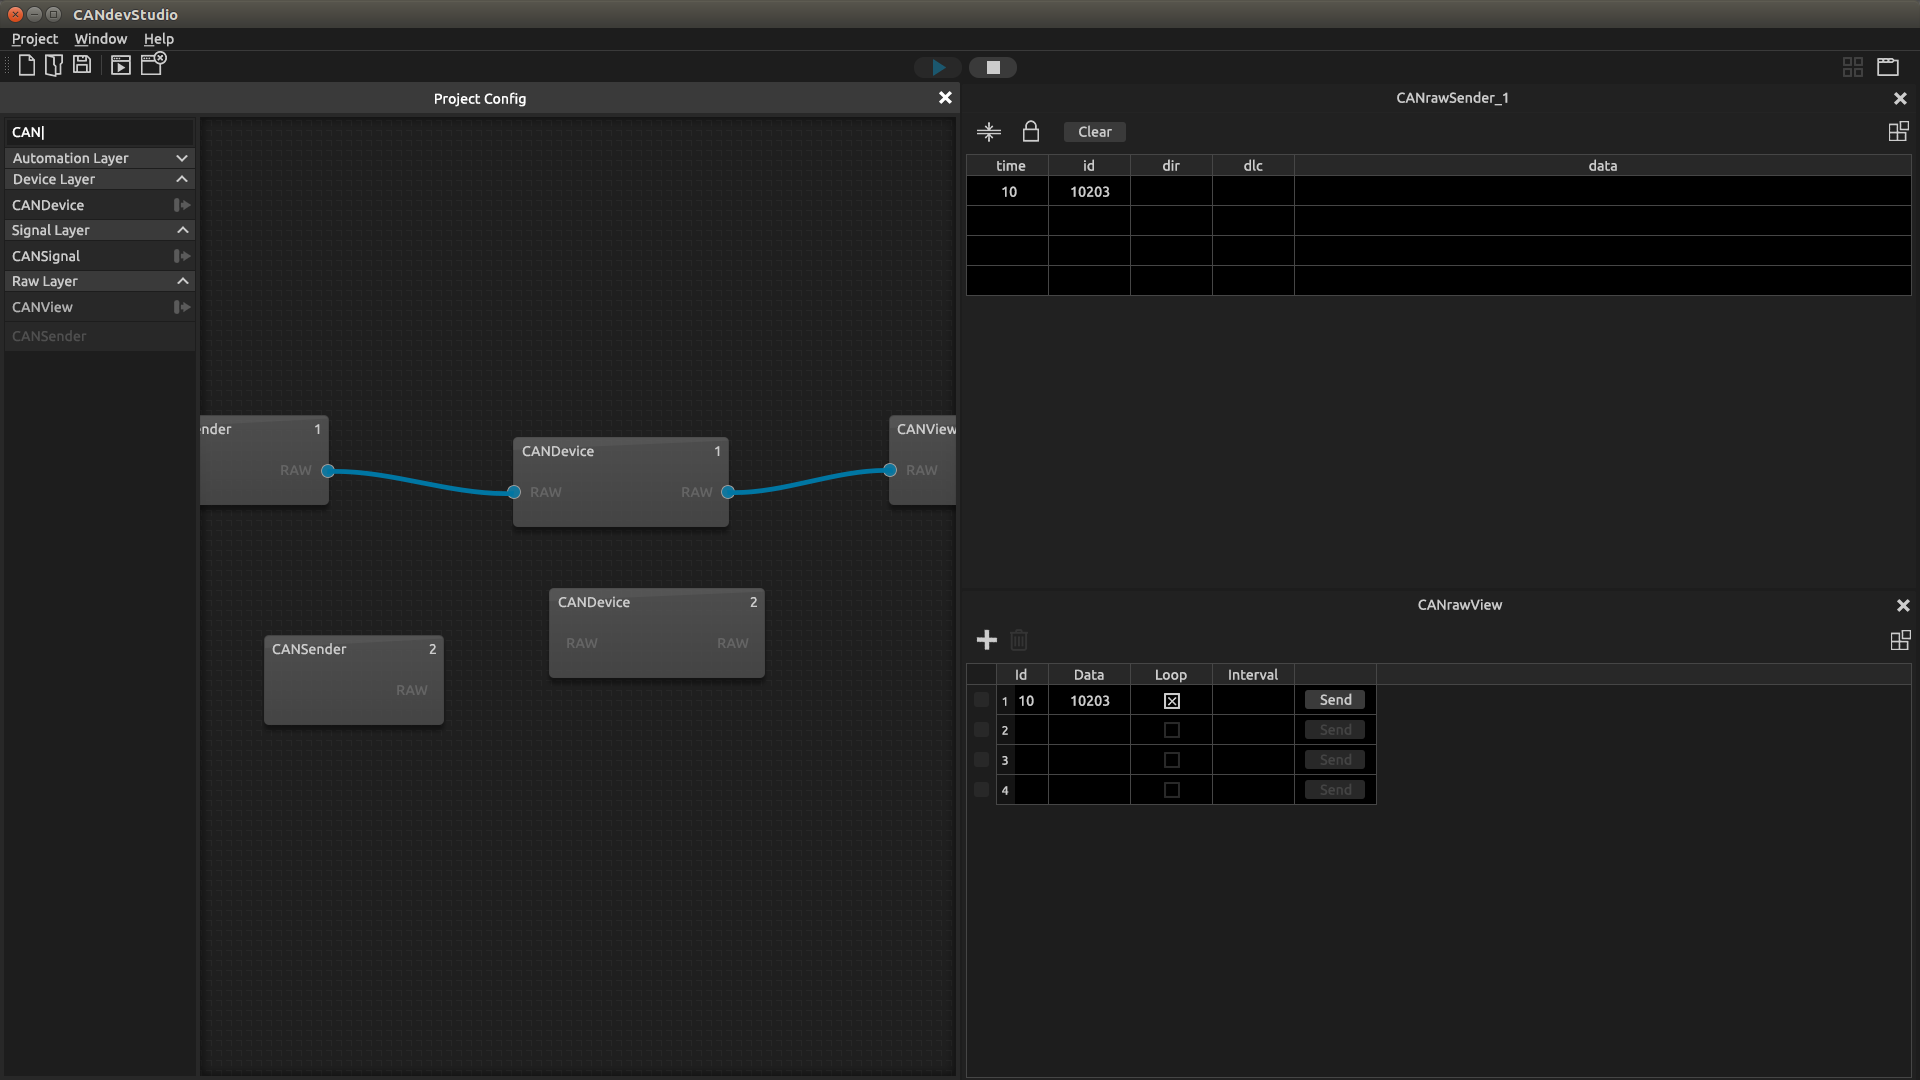 CANdevStudio
Project Window Help
Project Config
CAN
Automation Layer
Device Layer
CANDevice
Signal Layer
CANSignal
Raw Layer
CANView
CANSender
ender 1
RAW
CANDevice 1
RAW RAW
CANView
RAW
CANDevice 2
RAW RAW
CANSender 2
RAW
CANrawSender_1
Clear
time id dir dlc data
10 10203
CANrawView
Id Data Loop Interval
1 10 10203 Send
2 Send
3 Send
4 Send